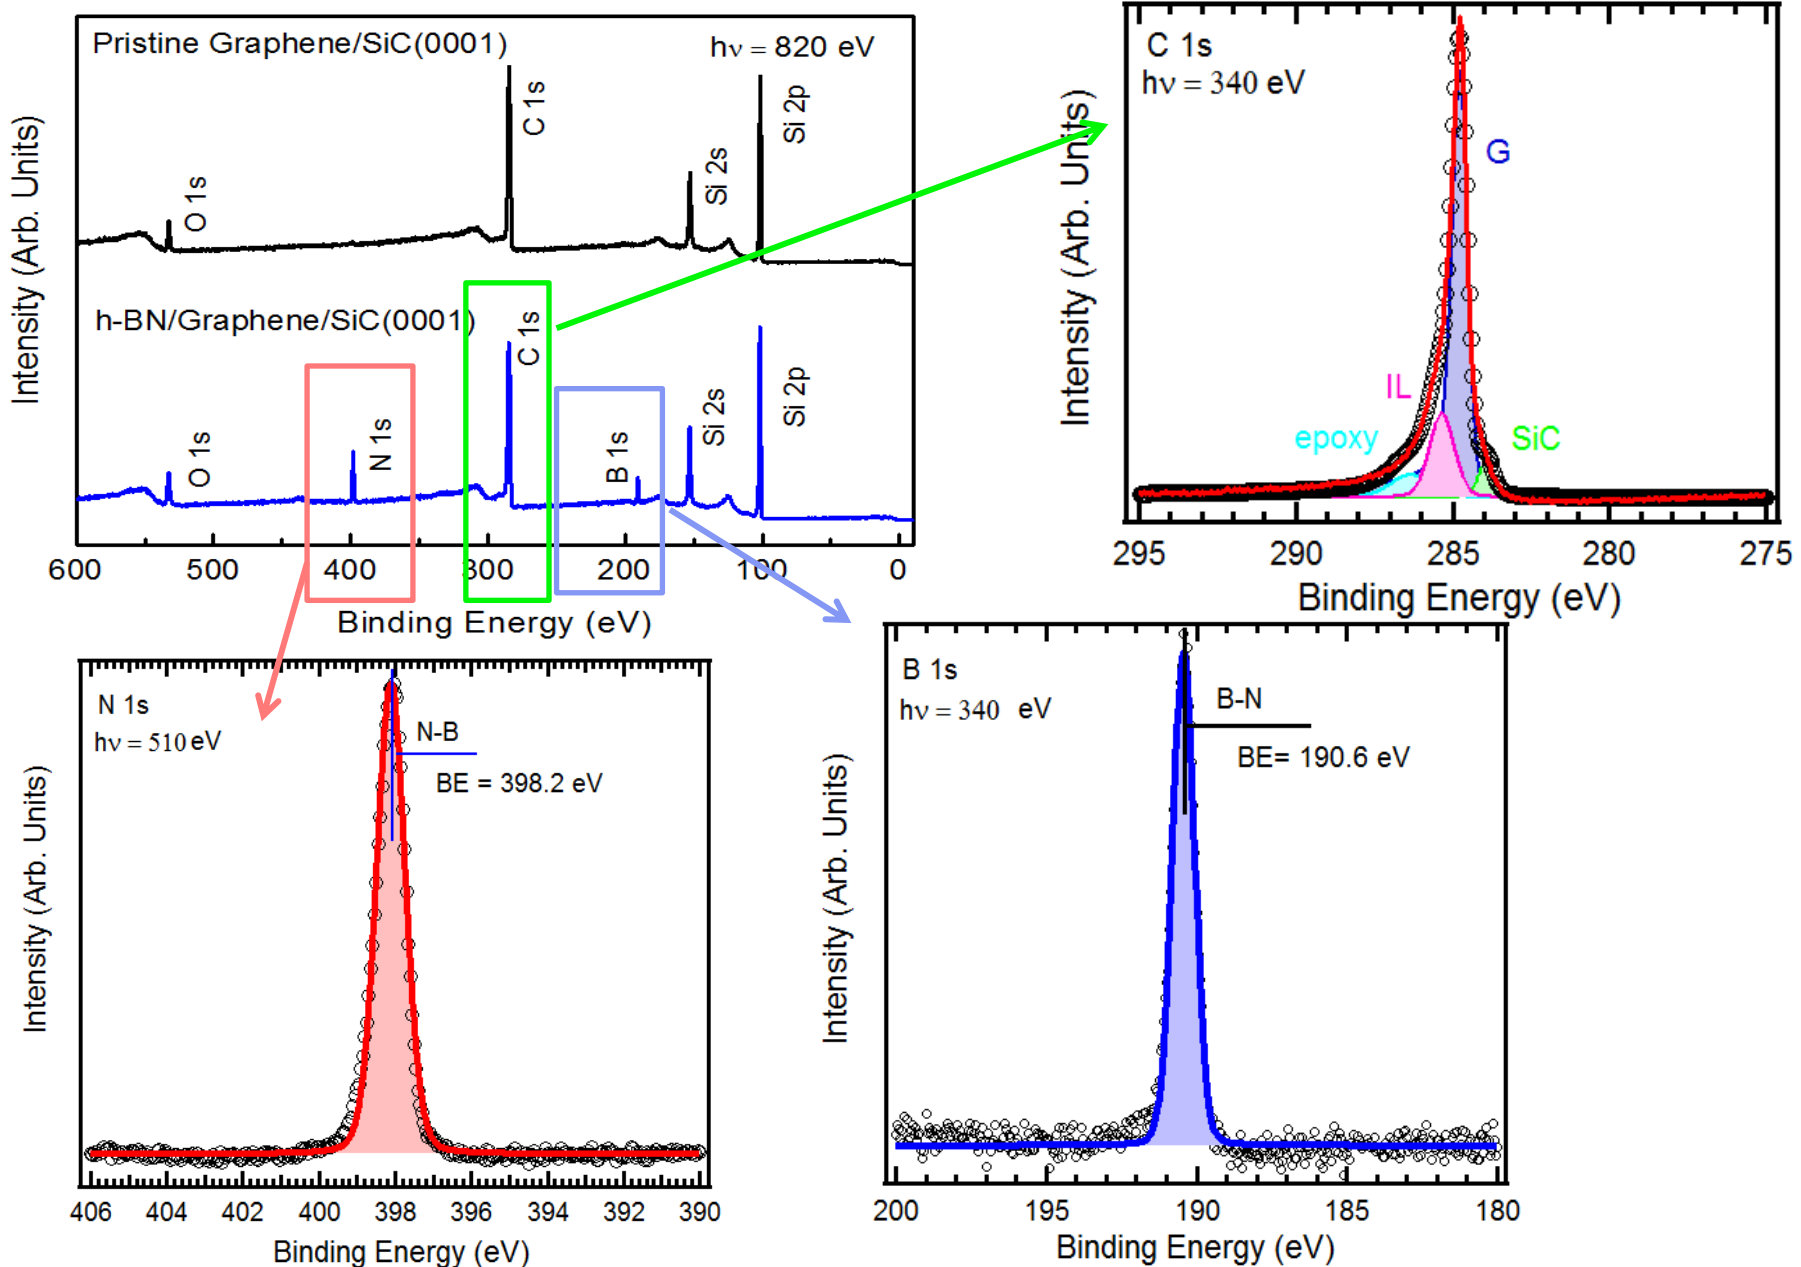 Pristine Graphene/SiC(0001)
hν = 820 eV
O 1s
C 1s
Si 2s
Si 2p
h-BN/Graphene/SiC(0001)
O 1s
N 1s
C 1s
B 1s
Si 2s
Si 2p
Intensity (Arb. Units)
600 500 400 300 200 100 0
Binding Energy (eV)
C 1s
hν = 340 eV
G
IL
epoxy
SiC
Intensity (Arb. Units)
295 290 285 280 275
Binding Energy (eV)
N 1s
hν = 510 eV
N-B
BE = 398.2 eV
Intensity (Arb. Units)
406 404 402 400 398 396 394 392 390
Binding Energy (eV)
B 1s
hν = 340 eV
B-N
BE= 190.6 eV
Intensity (Arb. Units)
200 195 190 185 180
Binding Energy (eV)